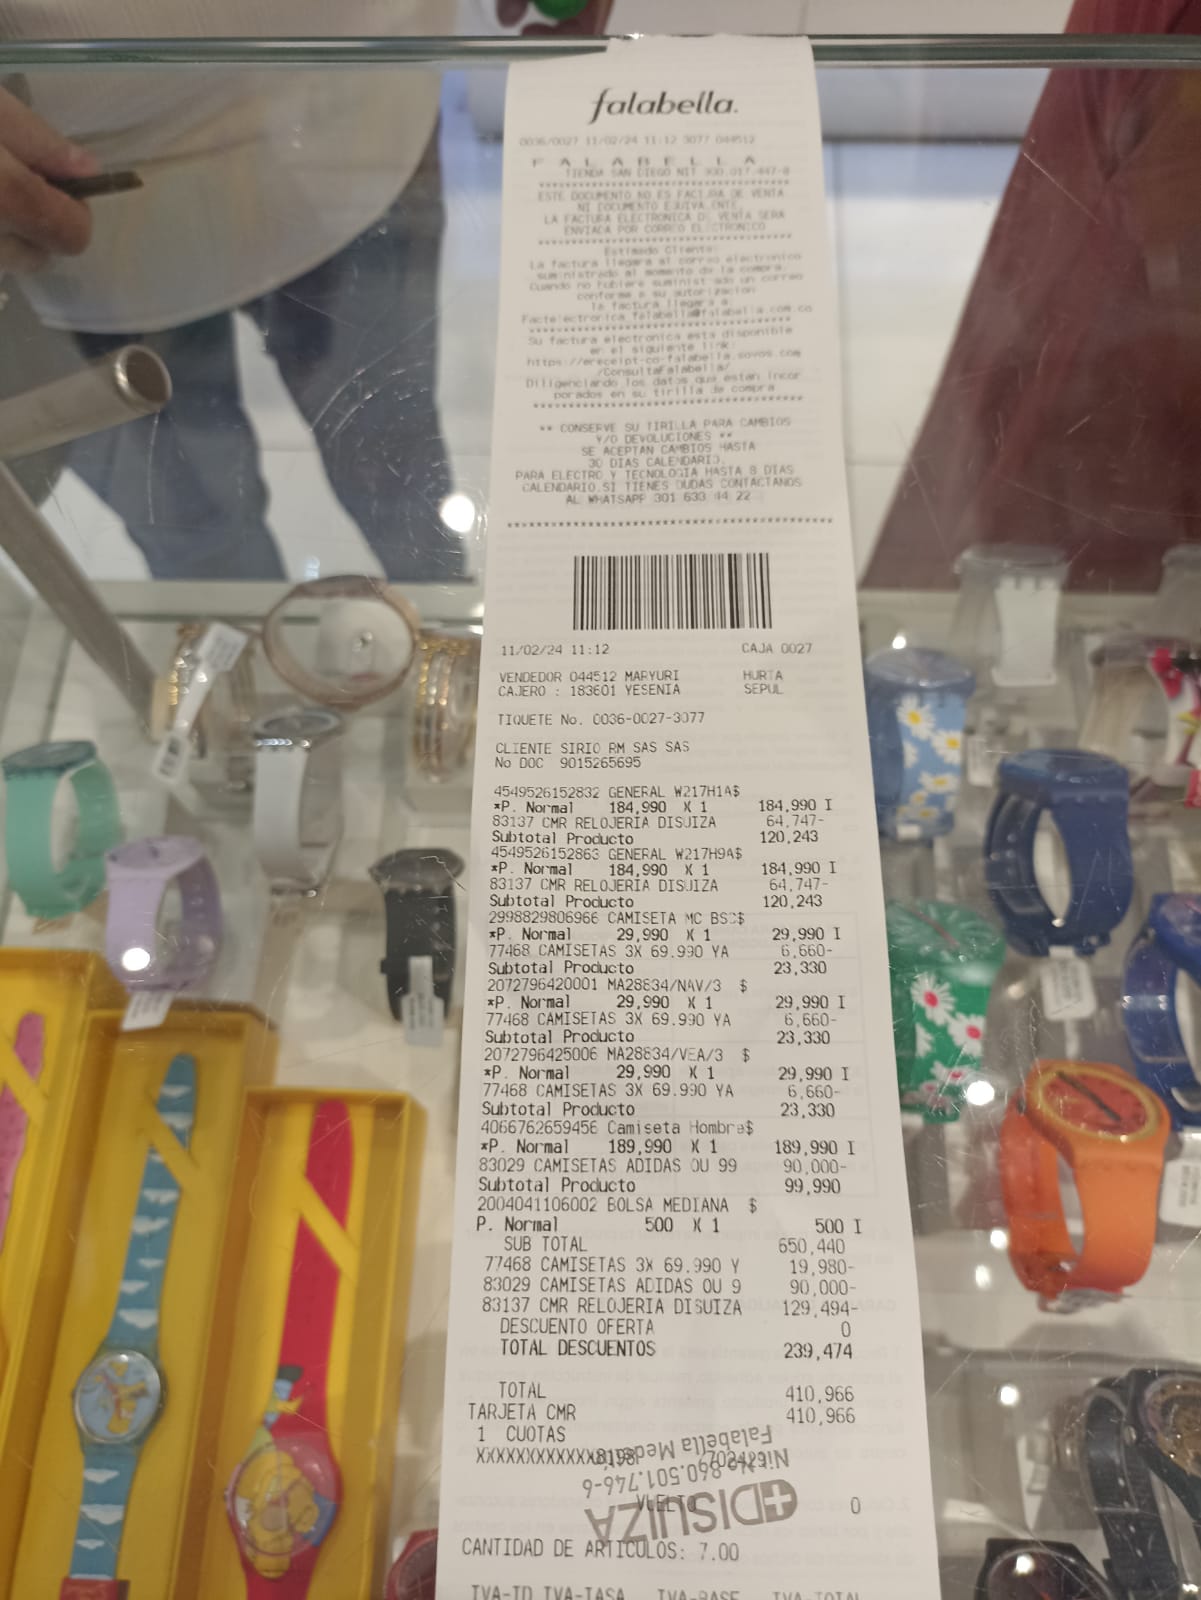 falabella.
0036/0027 11/02/24 11:12 3077 044512
F A L A B E L L A
TIENDA SAN DIEGO NIT 900.017.447-8
************************************
ESTE DOCUMENTO NO ES FACTURA DE VENTA
NI DOCUMENTO EQUIVALENTE.
LA FACTURA ELECTRONICA DE VENTA SERA
ENVIADA POR CORREO ELECTRONICO
************************************
Estimado Cliente:
La factura llegara al correo electronico
suministrado al momento de la compra.
Cuando no hubiere suministrado un correo
conforme a su autorizacion
la factura llegara a:
Factelectronica_falabella@falabella.com.co
************************************
Su factura electronica esta disponible
en el siguiente link:
https://ereceipt-co-falabella.sovos.com
/ConsultaFalabella/
Diligenciando los datos que estan incor
porados en su tirilla de compra
************************************
** CONSERVE SU TIRILLA PARA CAMBIOS
Y/O DEVOLUCIONES **
SE ACEPTAN CAMBIOS HASTA
30 DIAS CALENDARIO.
PARA ELECTRO Y TECNOLOGIA HASTA 8 DIAS
CALENDARIO.SI TIENES DUDAS CONTACTANOS
AL WHATSAPP 301 633 44 22
****************************************
11/02/24 11:12 CAJA 0027
VENDEDOR 044512 MARYURI HURTA
CAJERO : 183601 YESENIA SEPUL
TIQUETE No. 0036-0027-3077
CLIENTE SIRIO RM SAS SAS
No DOC 9015265695
4549526152832 GENERAL W217H1A$
*P. Normal 184,990 X 1 184,990 I
83137 CMR RELOJERIA DISUIZA 64,747-
Subtotal Producto 120,243
4549526152863 GENERAL W217H9A$
*P. Normal 184,990 X 1 184,990 I
83137 CMR RELOJERIA DISUIZA 64,747-
Subtotal Producto 120,243
2998829806966 CAMISETA MC BSC$
*P. Normal 29,990 X 1 29,990 I
77468 CAMISETAS 3X 69.990 YA 6,660-
Subtotal Producto 23,330
2072796420001 MA28834/NAV/3 $
*P. Normal 29,990 X 1 29,990 I
77468 CAMISETAS 3X 69.990 YA 6,660-
Subtotal Producto 23,330
2072796425006 MA28834/VEA/3 $
*P. Normal 29,990 X 1 29,990 I
77468 CAMISETAS 3X 69.990 YA 6,660-
Subtotal Producto 23,330
4066762659456 Camiseta Hombre$
*P. Normal 189,990 X 1 189,990 I
83029 CAMISETAS ADIDAS OU 99 90,000-
Subtotal Producto 99,990
2004041106002 BOLSA MEDIANA $
P. Normal 500 X 1 500 I
SUB TOTAL 650,440
77468 CAMISETAS 3X 69.990 Y 19,980-
83029 CAMISETAS ADIDAS OU 9 90,000-
83137 CMR RELOJERIA DISUIZA 129,494-
DESCUENTO OFERTA 0
TOTAL DESCUENTOS 239,474
TOTAL 410,966
TARJETA CMR 410,966
1 CUOTAS
XXXXXXXXXXXX8198
VUELTO 0
DISUIZA
Nit. 860.501.746-6
Falabella Med
CANTIDAD DE ARTICULOS: 7.00
IVA-ID IVA-TASA IVA-BASE IVA-TOTAL